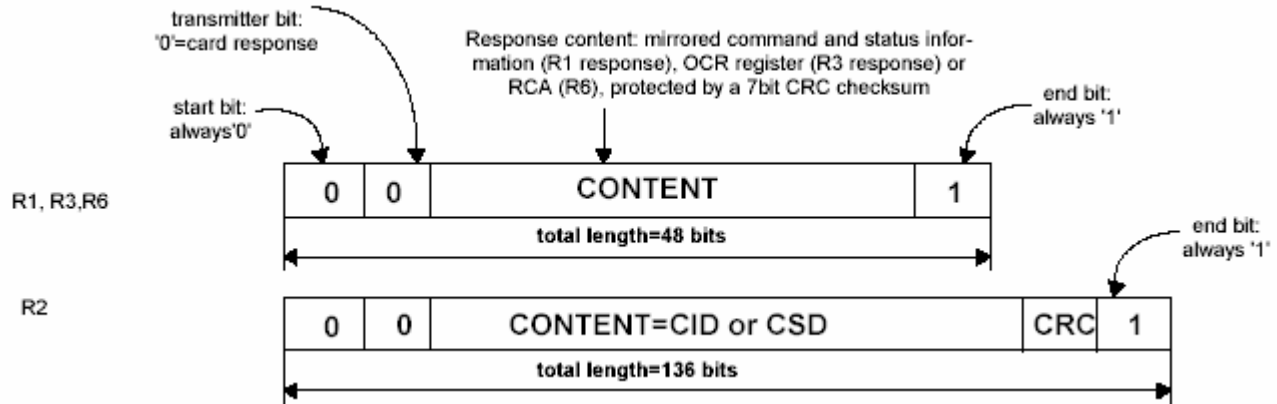 transmitter bit:
'0'=card response
Response content: mirrored command and status infor-
mation (R1 response), OCR register (R3 response) or
RCA (R6), protected by a 7bit CRC checksum
start bit:
always'0'
end bit:
always '1'
R1, R3,R6
0 0 CONTENT 1
total length=48 bits
end bit:
always '1'
R2
0 0 CONTENT=CID or CSD CRC 1
total length=136 bits